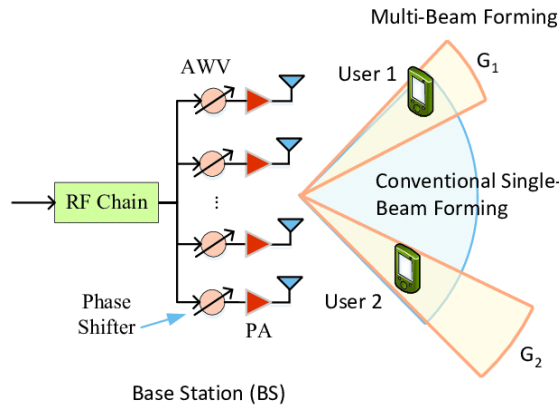 Multi-Beam Forming
AWV
User 1
G1
RF Chain
...
Conventional Single-
Beam Forming
Phase
Shifter
PA
User 2
G2
Base Station (BS)